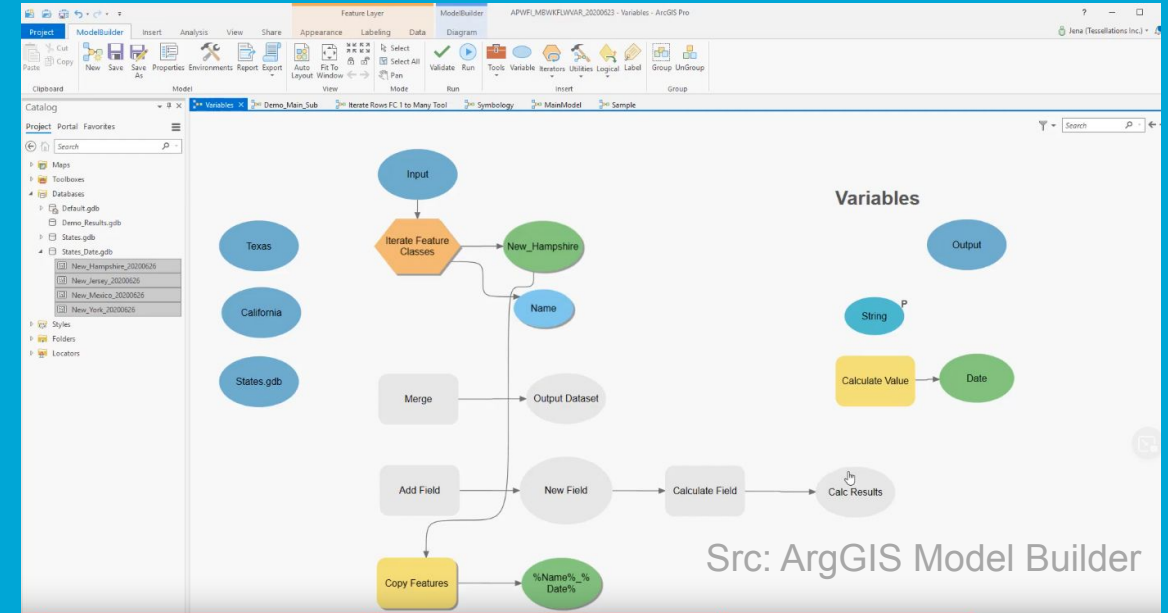 Feature Layer
ModelBuilder
APWFI_MBWKFLWVAR_20200623 - Variables - ArcGIS Pro
?
Project ModelBuilder Insert Analysis View Share Appearance Labeling Data Diagram
Jena (Tessellations Inc.)
Paste
Cut
Copy
New
Save
Save As
Properties
Environments
Report
Export
Auto Layout
Fit To Window
Select
Select All
Pan
Validate
Run
Tools
Variable
Iterators
Utilities
Logical
Label
Group
UnGroup
Clipboard
Model
View
Mode
Run
Insert
Group
Catalog
Variables
Demo_Main_Sub
Iterate Rows FC 1 to Many Tool
Symbology
MainModel
Sample
Project Portal Favorites
Search
Search
Maps
Toolboxes
Databases
Default.gdb
Demo_Results.gdb
States.gdb
States_Date.gdb
New_Hampshire_20200626
New_Jersey_20200626
New_Mexico_20200626
New_York_20200626
Styles
Folders
Locators
Input
Variables
Texas
Iterate Feature
Classes
New_Hampshire
Output
California
Name
String
P
States.gdb
Calculate Value
Date
Merge
Output Dataset
Add Field
New Field
Calculate Field
Calc Results
Copy Features
%Name%_%
Date%
Src: ArgGIS Model Builder